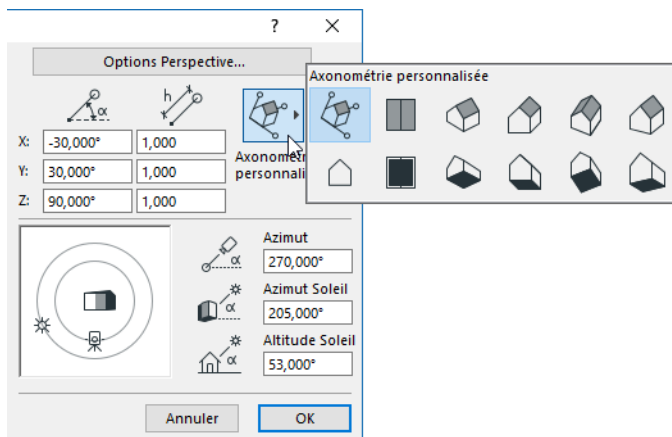 ?
Options Perspective...
Axonométrie personnalisée
α
h
X: -30,000° 1,000
Y: 30,000° 1,000
Z: 90,000° 1,000
Axonométri
personnali
Azimut
α
270,000°
Azimut Soleil
α
205,000°
Altitude Soleil
α
53,000°
Annuler
OK